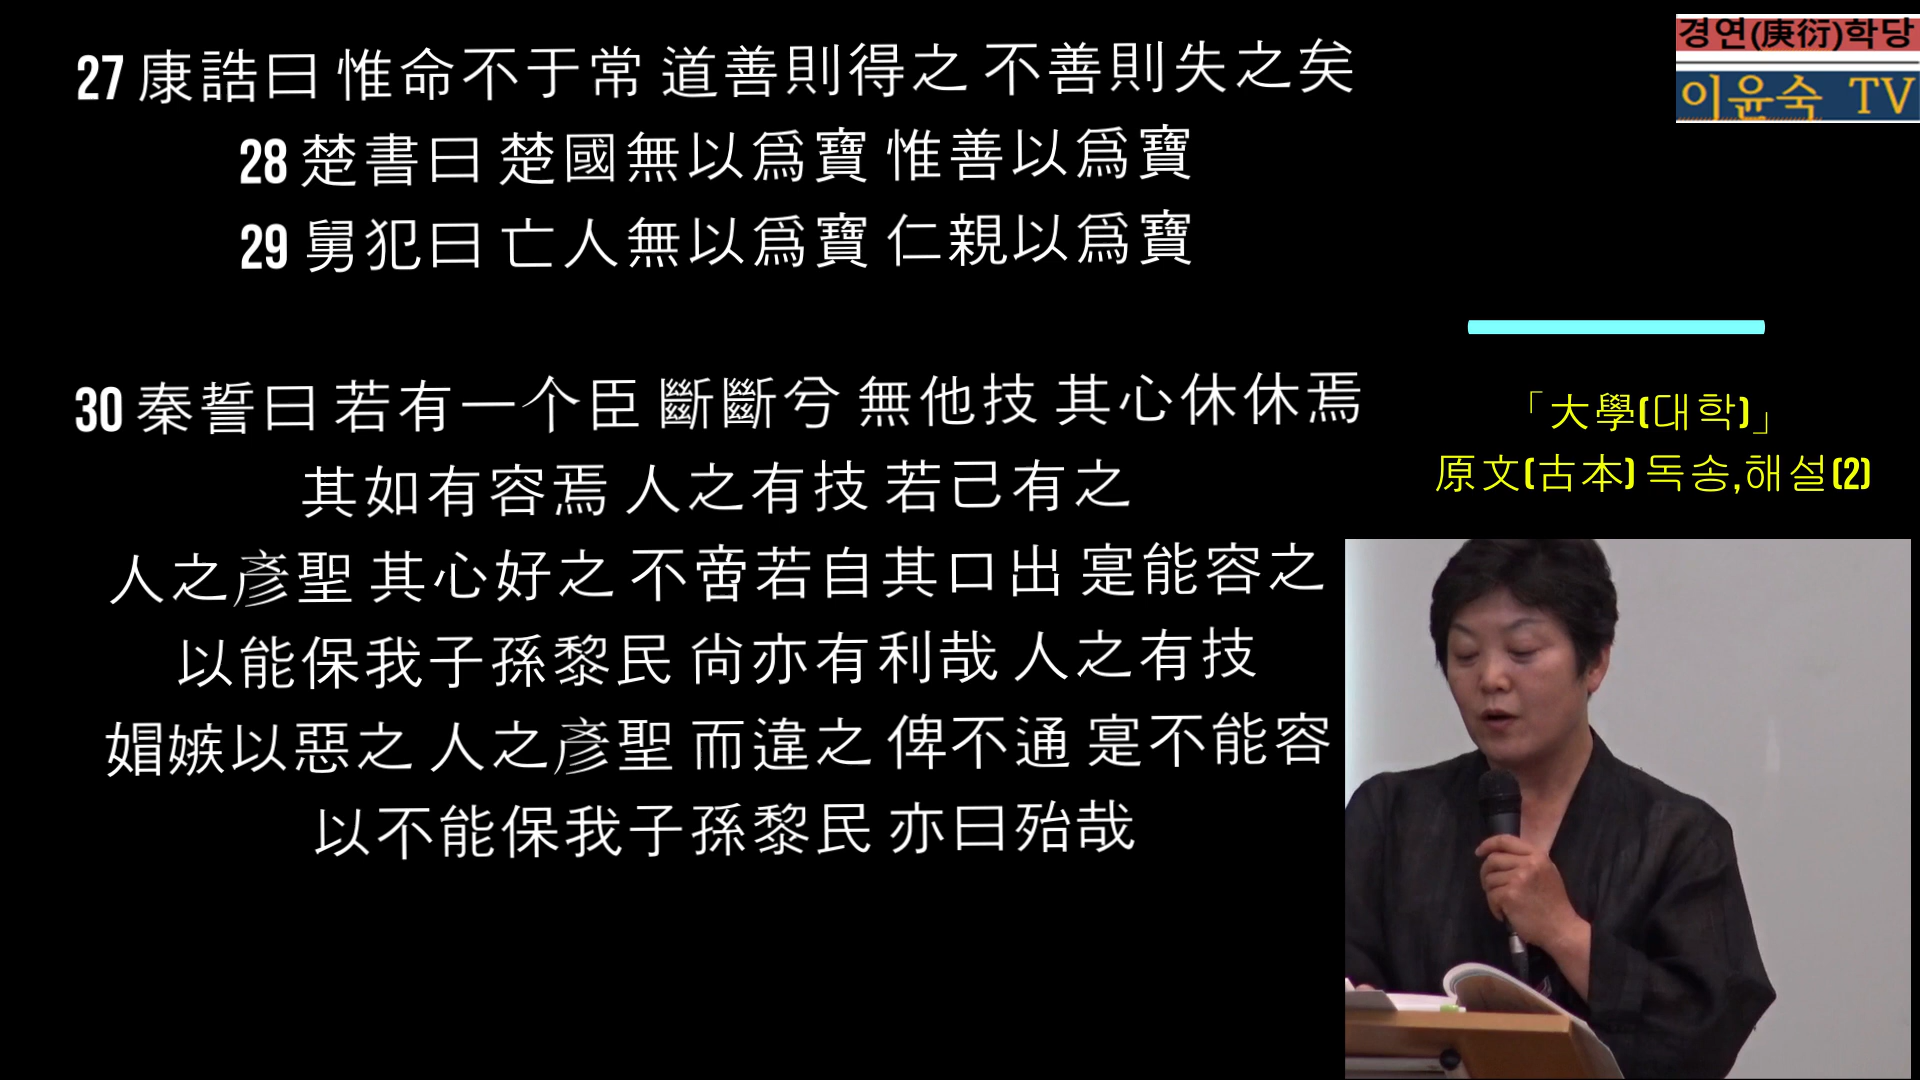 27 康誥曰 惟命不于常 道善則得之 不善則失之矣
28 楚書曰 楚國無以爲寶 惟善以爲寶
29 舅犯曰 亡人無以爲寶 仁親以爲寶
30 秦誓曰 若有一个臣 斷斷兮 無他技 其心休休焉
其如有容焉 人之有技 若己有之
人之彥聖 其心好之 不啻若自其口出 寔能容之
以能保我子孫黎民 尙亦有利哉 人之有技
媢嫉以惡之 人之彥聖 而違之 俾不通 寔不能容
以不能保我子孫黎民 亦曰殆哉
경연(庚衍)학당
이윤숙 TV
「大學(대학)」
原文(古本) 독송,해설(2)